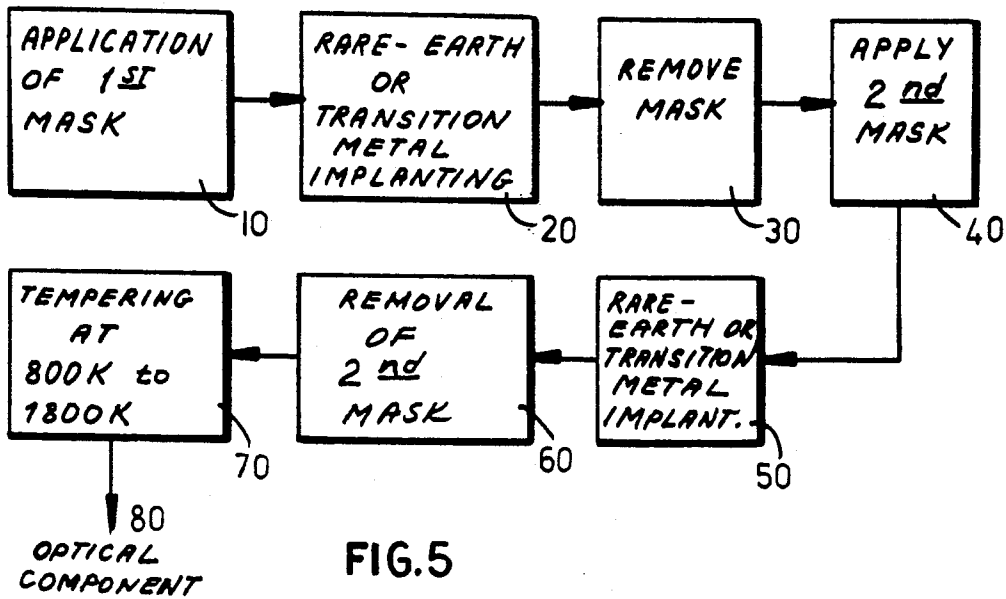 APPLICATION
OF 1ST
MASK
10
RARE-EARTH
OR
TRANSITION
METAL
IMPLANTING
20
REMOVE
MASK
30
APPLY
2nd
MASK
40
RARE-
EARTH OR
TRANSITION
METAL
IMPLANT.
50
REMOVAL
OF
2nd
MASK
60
TEMPERING
AT
800K to
1800K
70
80
OPTICAL
COMPONENT
FIG.5